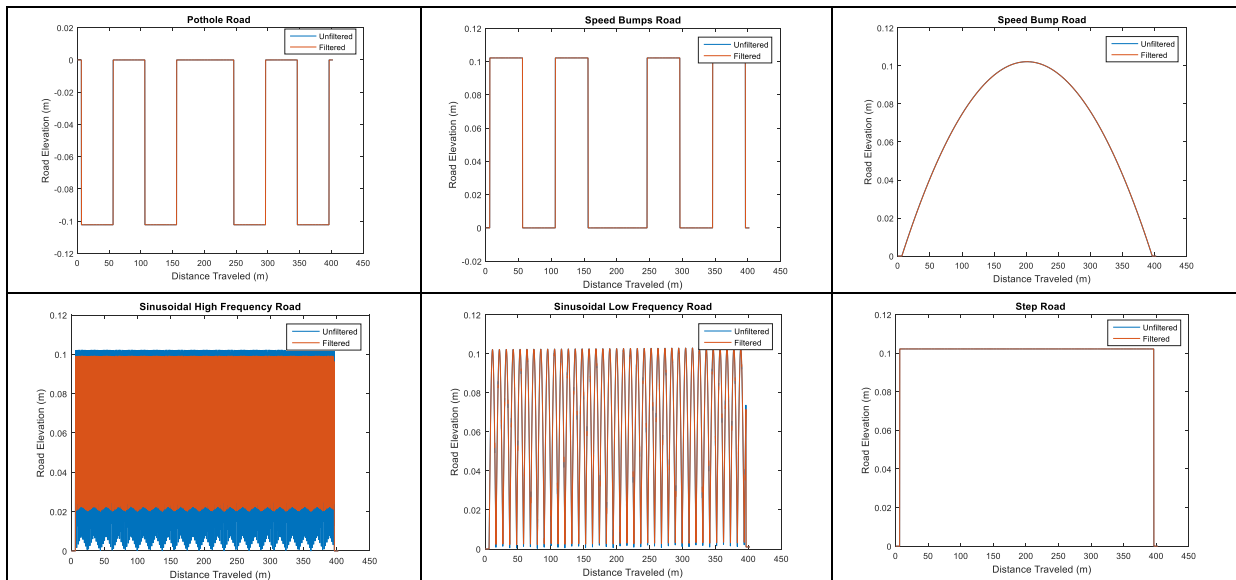 Pothole Road
Unfiltered
Filtered
0.02
0
-0.02
-0.04
-0.06
-0.08
-0.1
-0.12
Road Elevation (m)
0 50 100 150 200 250 300 350 400 450
Distance Traveled (m)
Speed Bumps Road
Unfiltered
Filtered
0.12
0.1
0.08
0.06
0.04
0.02
0
-0.02
Road Elevation (m)
0 50 100 150 200 250 300 350 400 450
Distance Traveled (m)
Speed Bump Road
Unfiltered
Filtered
0.12
0.1
0.08
0.06
0.04
0.02
0
Road Elevation (m)
0 50 100 150 200 250 300 350 400 450
Distance Traveled (m)
Sinusoidal High Frequency Road
Unfiltered
Filtered
0.12
0.1
0.08
0.06
0.04
0.02
0
Road Elevation (m)
0 50 100 150 200 250 300 350 400 450
Distance Traveled (m)
Sinusoidal Low Frequency Road
Unfiltered
Filtered
0.12
0.1
0.08
0.06
0.04
0.02
0
Road Elevation (m)
0 50 100 150 200 250 300 350 400 450
Distance Traveled (m)
Step Road
Unfiltered
Filtered
0.12
0.1
0.08
0.06
0.04
0.02
0
Road Elevation (m)
0 50 100 150 200 250 300 350 400 450
Distance Traveled (m)